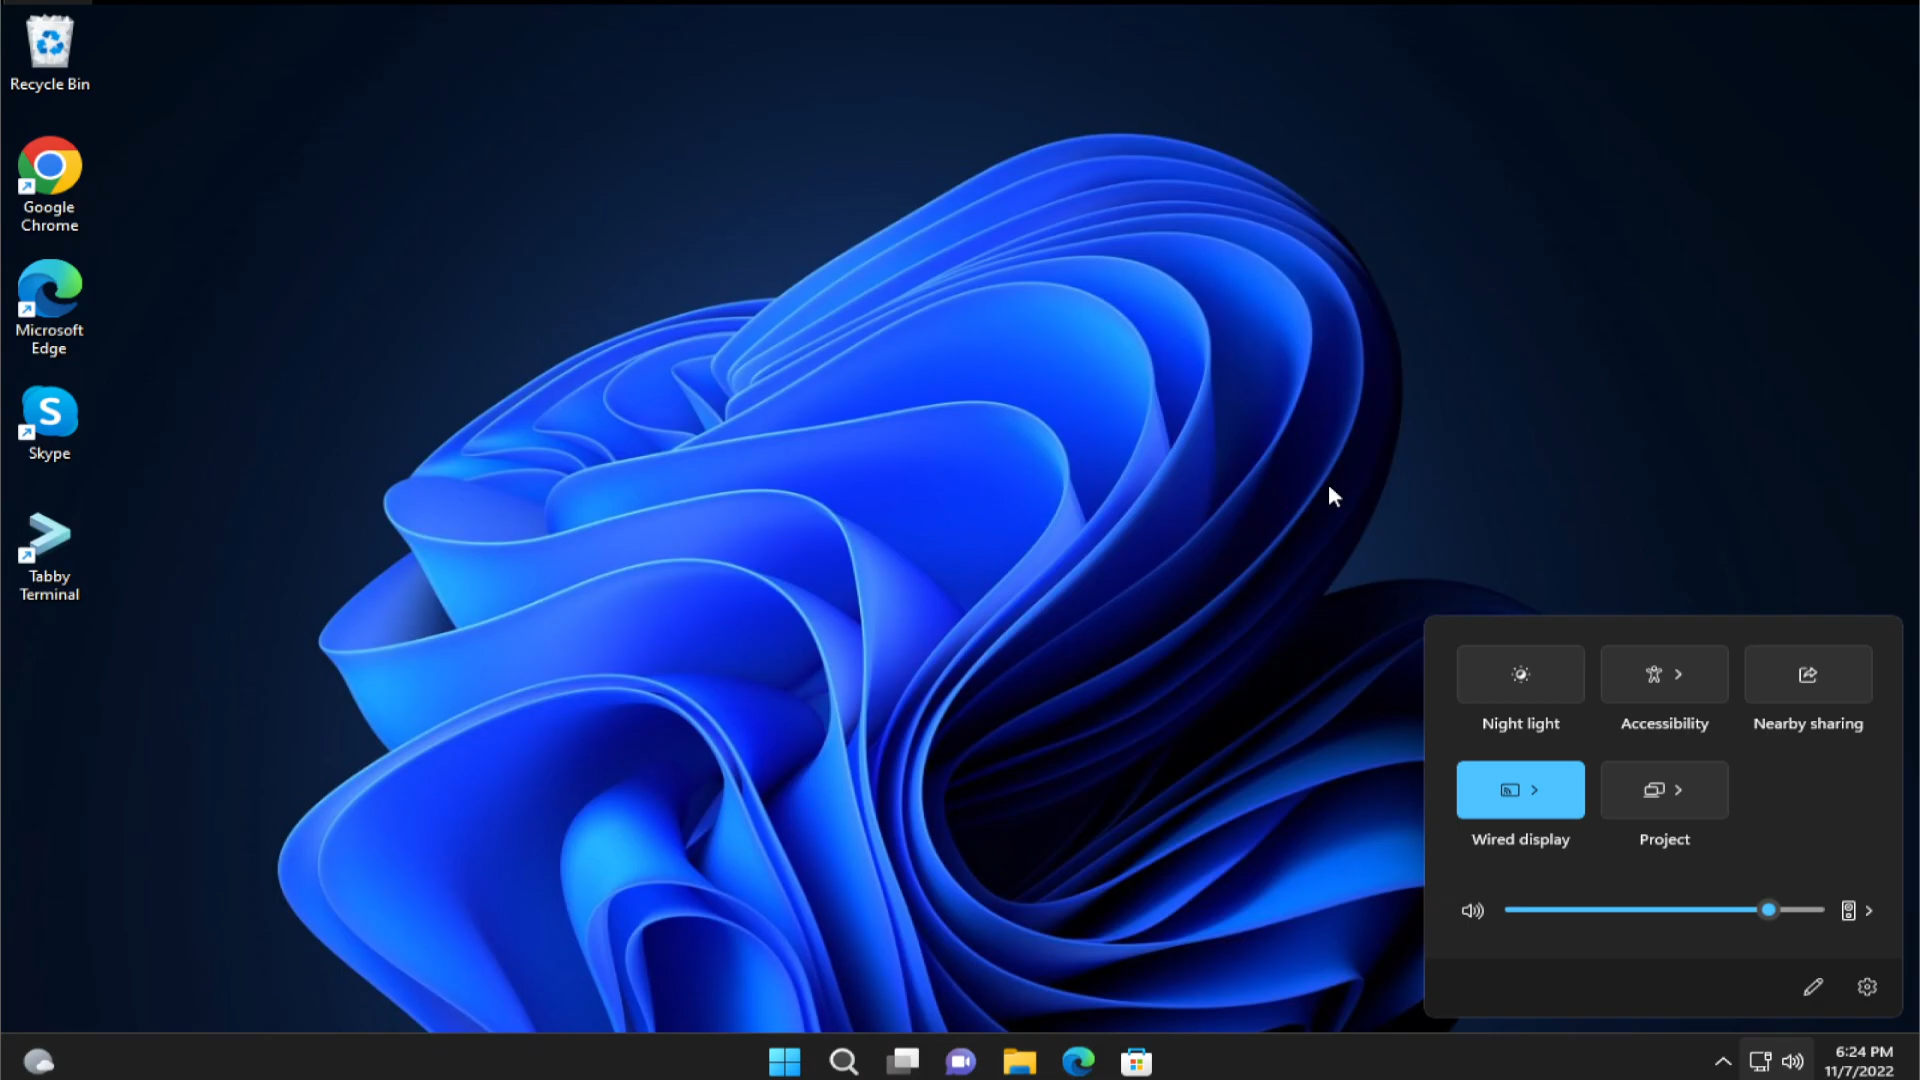 Recycle Bin
Google
Chrome
Microsoft
Edge
S
Skype
Tabby
Terminal
Night light
Accessibility
Nearby sharing
Wired display
Project
6:24 PM
11/7/2022